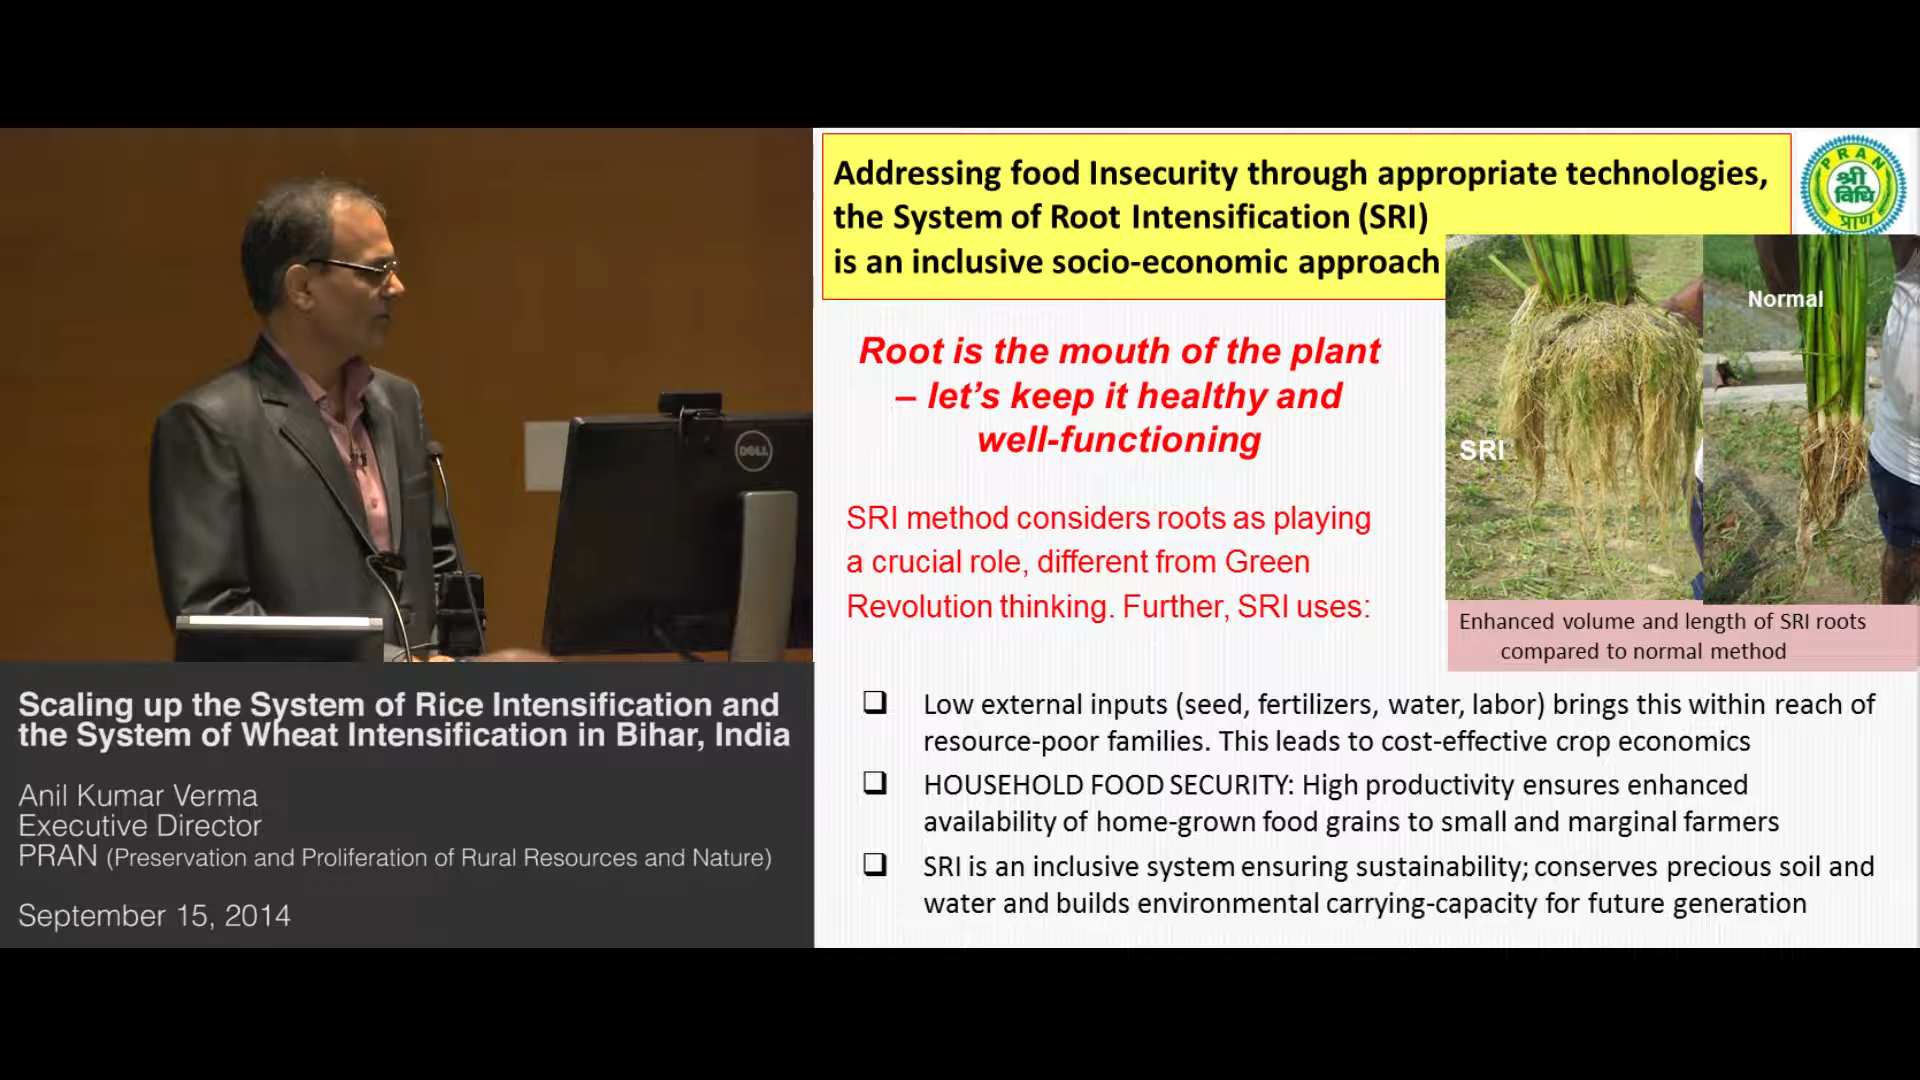 Addressing food Insecurity through appropriate technologies,
the System of Root Intensification (SRI)
is an inclusive socio-economic approach
PRAN
श्री
विधि
प्राण
Root is the mouth of the plant
– let’s keep it healthy and
well-functioning
SRI method considers roots as playing
a crucial role, different from Green
Revolution thinking. Further, SRI uses:
SRI
Normal
Enhanced volume and length of SRI roots
compared to normal method
Low external inputs (seed, fertilizers, water, labor) brings this within reach of
resource-poor families. This leads to cost-effective crop economics
HOUSEHOLD FOOD SECURITY: High productivity ensures enhanced
availability of home-grown food grains to small and marginal farmers
SRI is an inclusive system ensuring sustainability; conserves precious soil and
water and builds environmental carrying-capacity for future generation
DELL
Scaling up the System of Rice Intensification and
the System of Wheat Intensification in Bihar, India
Anil Kumar Verma
Executive Director
PRAN (Preservation and Proliferation of Rural Resources and Nature)
September 15, 2014